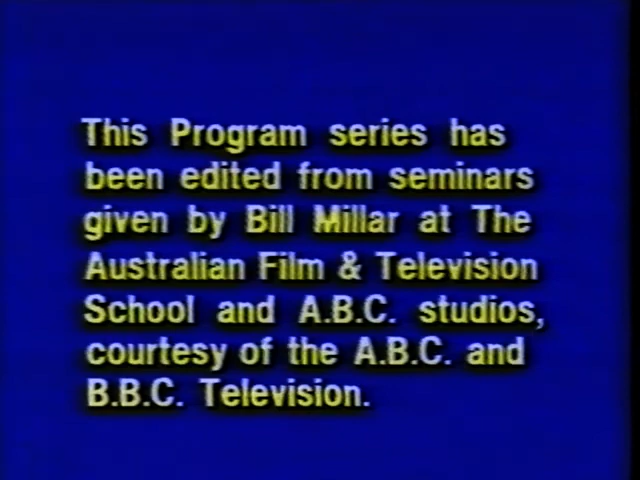 This Program series has
been edited from seminars
given by Bill Millar at The
Australian Film & Television
School and A.B.C. studios,
courtesy of the A.B.C. and
B.B.C. Television.